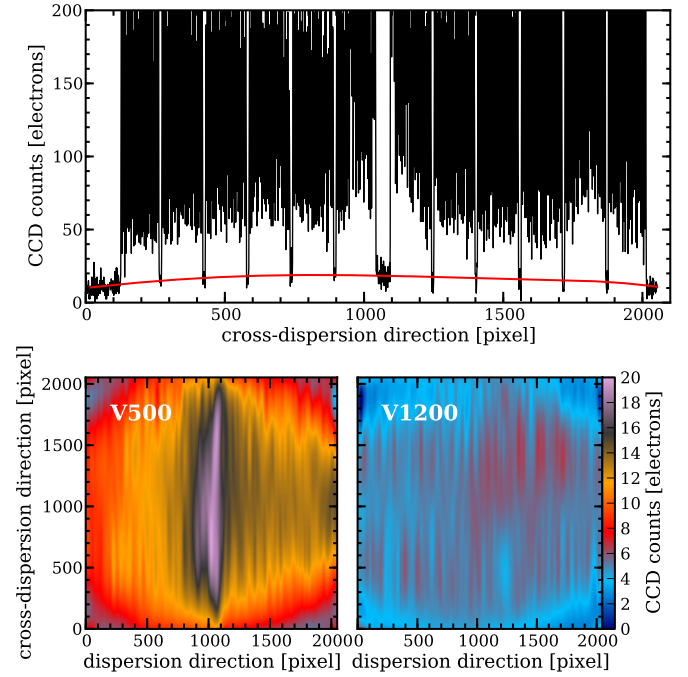 200
150
100
50
0
CCD counts [electrons]
0 500 1000 1500 2000
cross-dispersion direction [pixel]
cross-dispersion direction [pixel]
2000
1500
1000
500
0
V500
0 500 1000 1500 2000
dispersion direction [pixel]
V1200
0 500 1000 1500 2000
dispersion direction [pixel]
20
18
16
14
12
10
8
6
4
2
0
CCD counts [electrons]